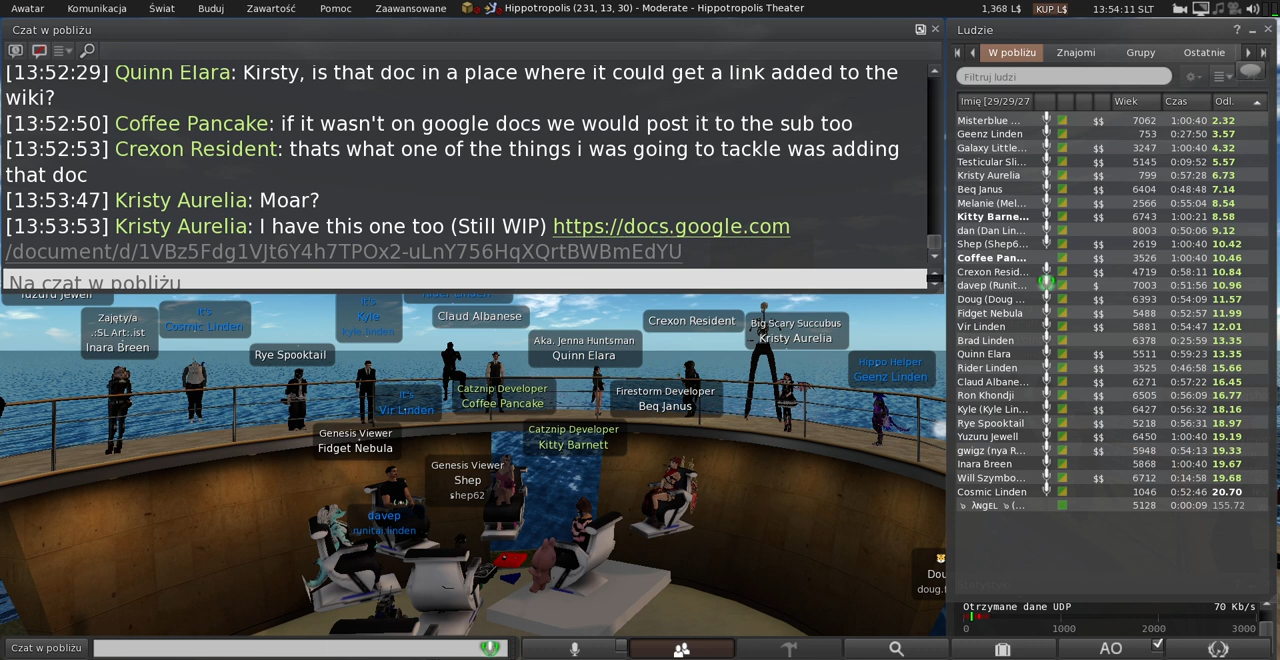 Awatar Komunikacja Świat Buduj Zawartość Pomoc Zaawansowane Hippotropolis (231, 13, 30) - Moderate - Hippotropolis Theater 1,368 L$ KUP L$ 13:54:11 SLT
Czat w pobliżu
[13:52:29] Quinn Elara: Kirsty, is that doc in a place where it could get a link added to the
wiki?
[13:52:50] Coffee Pancake: if it wasn't on google docs we would post it to the sub too
[13:52:53] Crexon Resident: thats what one of the things i was going to tackle was adding
that doc
[13:53:47] Kristy Aurelia: Moar?
[13:53:53] Kristy Aurelia: I have this one too (Still WIP) https://docs.google.com
/document/d/1VBz5Fdg1VJt6Y4h7TPOx2-uLnY756HqXQrtBWBmEdYU
Na czat w pobliżu
Yuzuru Jewell
Zajęty/a
.:SL Art:.ist
Inara Breen
It's
Cosmic Linden
Rye Spooktail
It's
Kyle
kyle.linden
Rider Linden
Claud Albanese
It's
Vir Linden
Catznip Developer
Coffee Pancake
Aka. Jenna Huntsman
Quinn Elara
Crexon Resident
Firestorm Developer
Beq Janus
Big Scary Succubus
Kristy Aurelia
Hippo Helper
Geenz Linden
Genesis Viewer
Fidget Nebula
Catznip Developer
Kitty Barnett
Genesis Viewer
Shep
shep62
davep
runitai.linden
Dou
doug.
Czat w pobliżu
Ludzie
W pobliżu Znajomi Grupy Ostatnie
Filtruj ludzi
Imię [29/29/27 Wiek Czas Odl.
Misterblue ... $$ 7062 1:00:40 2.32
Geenz Linden 753 0:27:50 3.57
Galaxy Little... $$ 3247 1:00:40 4.32
Testicular Sli... $$ 5145 0:09:52 5.57
Kristy Aurelia $$ 799 0:57:28 6.73
Beq Janus $$ 6404 0:48:48 7.14
Melanie (Mel... $$ 2566 0:55:04 8.54
Kitty Barne... $$ 6743 1:00:21 8.58
dan (Dan Lin... 8003 0:50:06 9.12
Shep (Shep6... $$ 2619 1:00:40 10.42
Coffee Pan... $$ 3526 1:00:40 10.46
Crexon Resid... $$ 4719 0:58:11 10.84
davep (Runit... $ 7003 0:51:56 10.96
Doug (Doug ... $$ 6393 0:54:09 11.57
Fidget Nebula $$ 5488 0:52:57 11.99
Vir Linden $$ 5881 0:54:47 12.01
Brad Linden 6378 0:25:59 13.35
Quinn Elara $$ 5511 0:59:23 13.35
Rider Linden $$ 3525 0:46:58 15.66
Claud Albane... $$ 6271 0:57:22 16.45
Ron Khondji $$ 6505 0:56:09 16.77
Kyle (Kyle Lin... $$ 6427 0:56:32 18.16
Rye Spooktail $$ 5218 0:56:31 18.97
Yuzuru Jewell $$ 6450 1:00:40 19.19
gwigz (nya R... $$ 5948 0:54:13 19.33
Inara Breen 5868 1:00:40 19.67
Will Szymbo... $$ 6712 0:14:58 19.68
Cosmic Linden 1046 0:52:46 20.70
5128 0:00:09 155.72
Otrzymane dane UDP 70 Kb/s
0 1000 2000 3000
AO